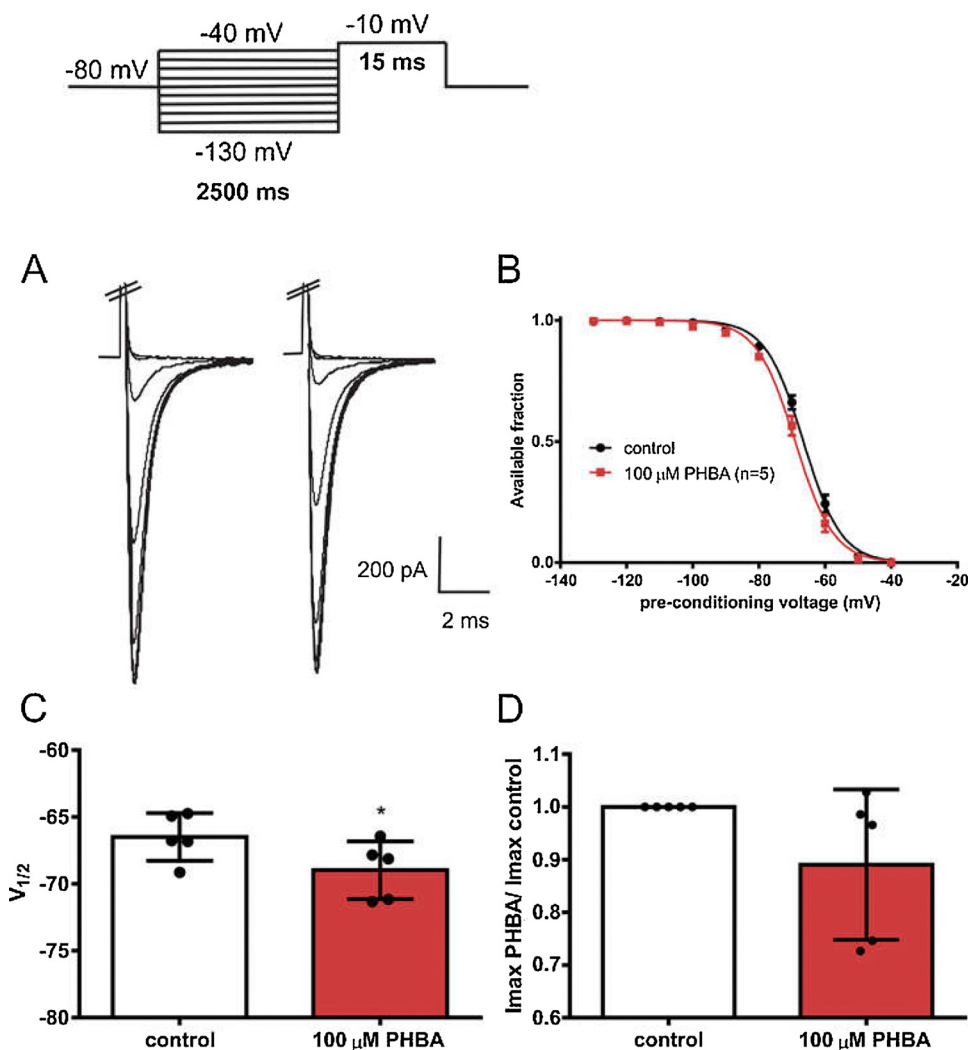 -40 mV
-10 mV
-80 mV
15 ms
-130 mV
2500 ms
A
200 pA
2 ms
B
Available fraction
1.0
0.5
0.0
control
100 μM PHBA (n=5)
-140 -120 -100 -80 -60 -40 -20
pre-conditioning voltage (mV)
C
V1/2
-60
-65
-70
-75
-80
*
control
100 μM PHBA
D
Imax PHBA/ Imax control
1.1
1.0
0.9
0.8
0.7
0.6
control
100 μM PHBA